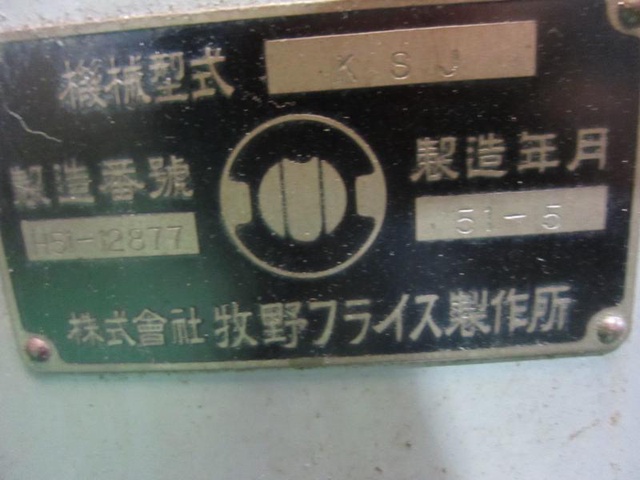 機械型式 KSJ
製造番號 製造年月
H51-12877 51-5
株式會社 牧野フライス製作所